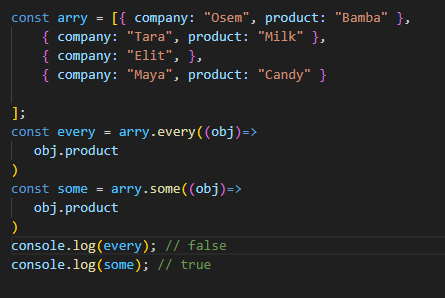 const arry = [{ company: "Osem", product: "Bamba" },
    { company: "Tara", product: "Milk" },
    { company: "Elit", },
    { company: "Maya", product: "Candy" }

];
const every = arry.every((obj)=>
   obj.product
)
const some = arry.some((obj)=>
   obj.product
)
console.log(every); // false
console.log(some); // true